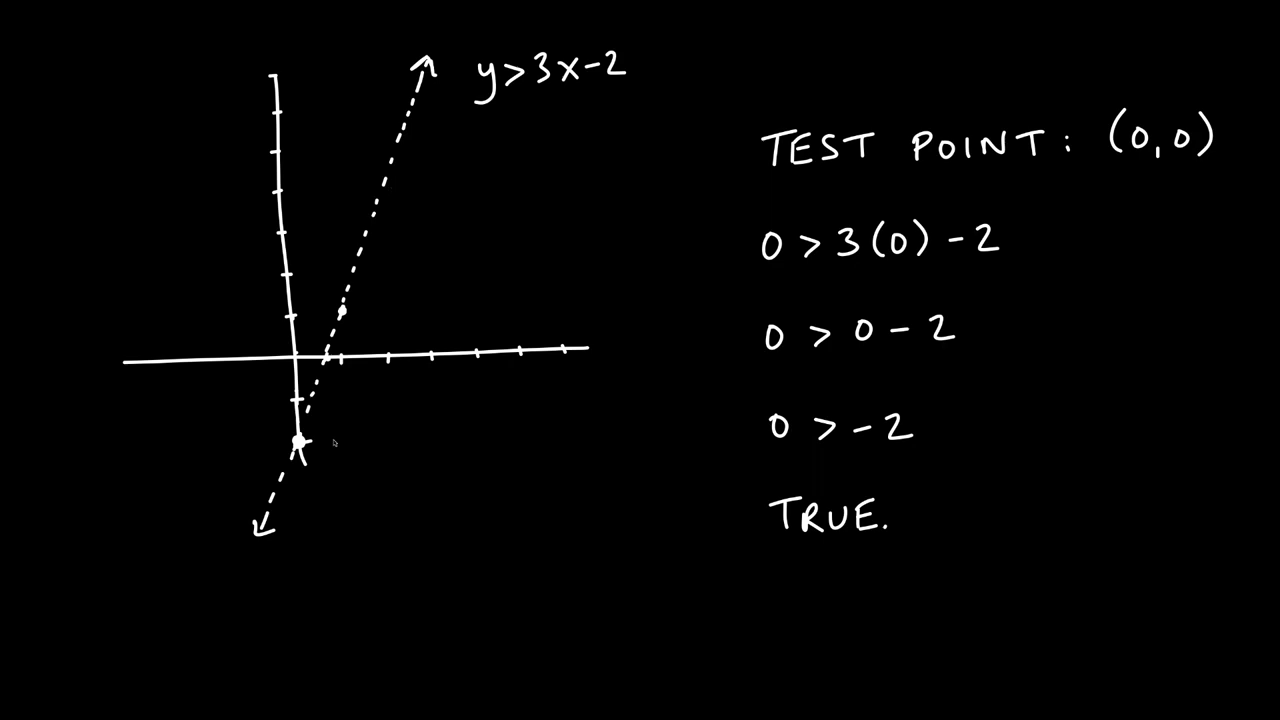 y>3x-2
TEST POINT: (0,0)
0 > 3(0) - 2
0 > 0 - 2
0 > -2
TRUE.